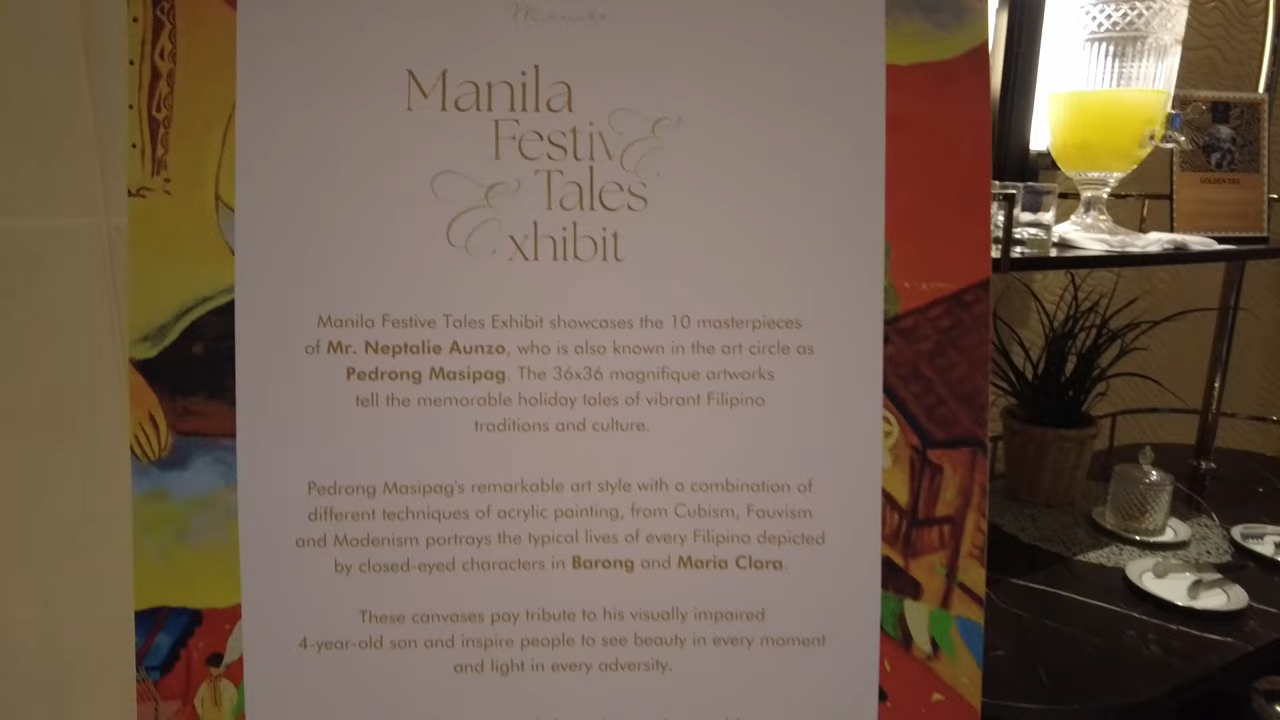 Manila
Festive
Tales
Exhibit
Manila Festive Tales Exhibit showcases the 10 masterpieces
of Mr. Neptalie Aunzo, who is also known in the art circle as
Pedrong Masipag. The 36x36 magnifique artworks
tell the memorable holiday tales of vibrant Filipino
traditions and culture.
Pedrong Masipag's remarkable art style with a combination of
different techniques of acrylic painting, from Cubism, Fauvism
and Modenism portrays the typical lives of every Filipino depicted
by closed-eyed characters in Barong and Maria Clara.
These canvases pay tribute to his visually impaired
4-year-old son and inspire people to see beauty in every moment
and light in every adversity.
GOLDEN ERA